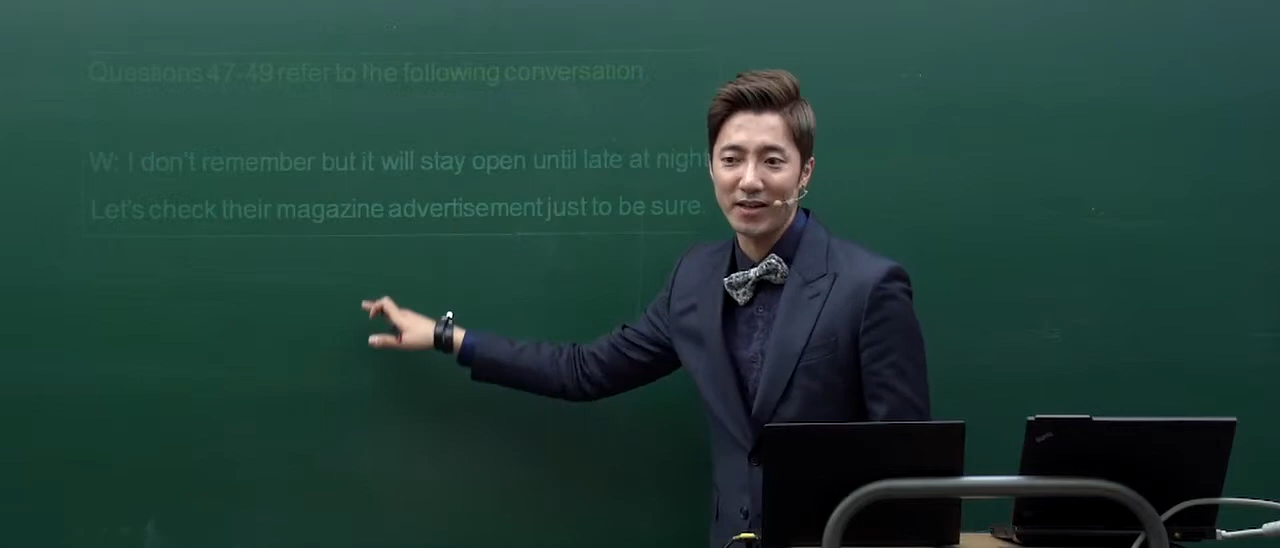 Questions 47-49 refer to the following conversation.
W: I don't remember but it will stay open until late at night
Let's check their magazine advertisement just to be sure.